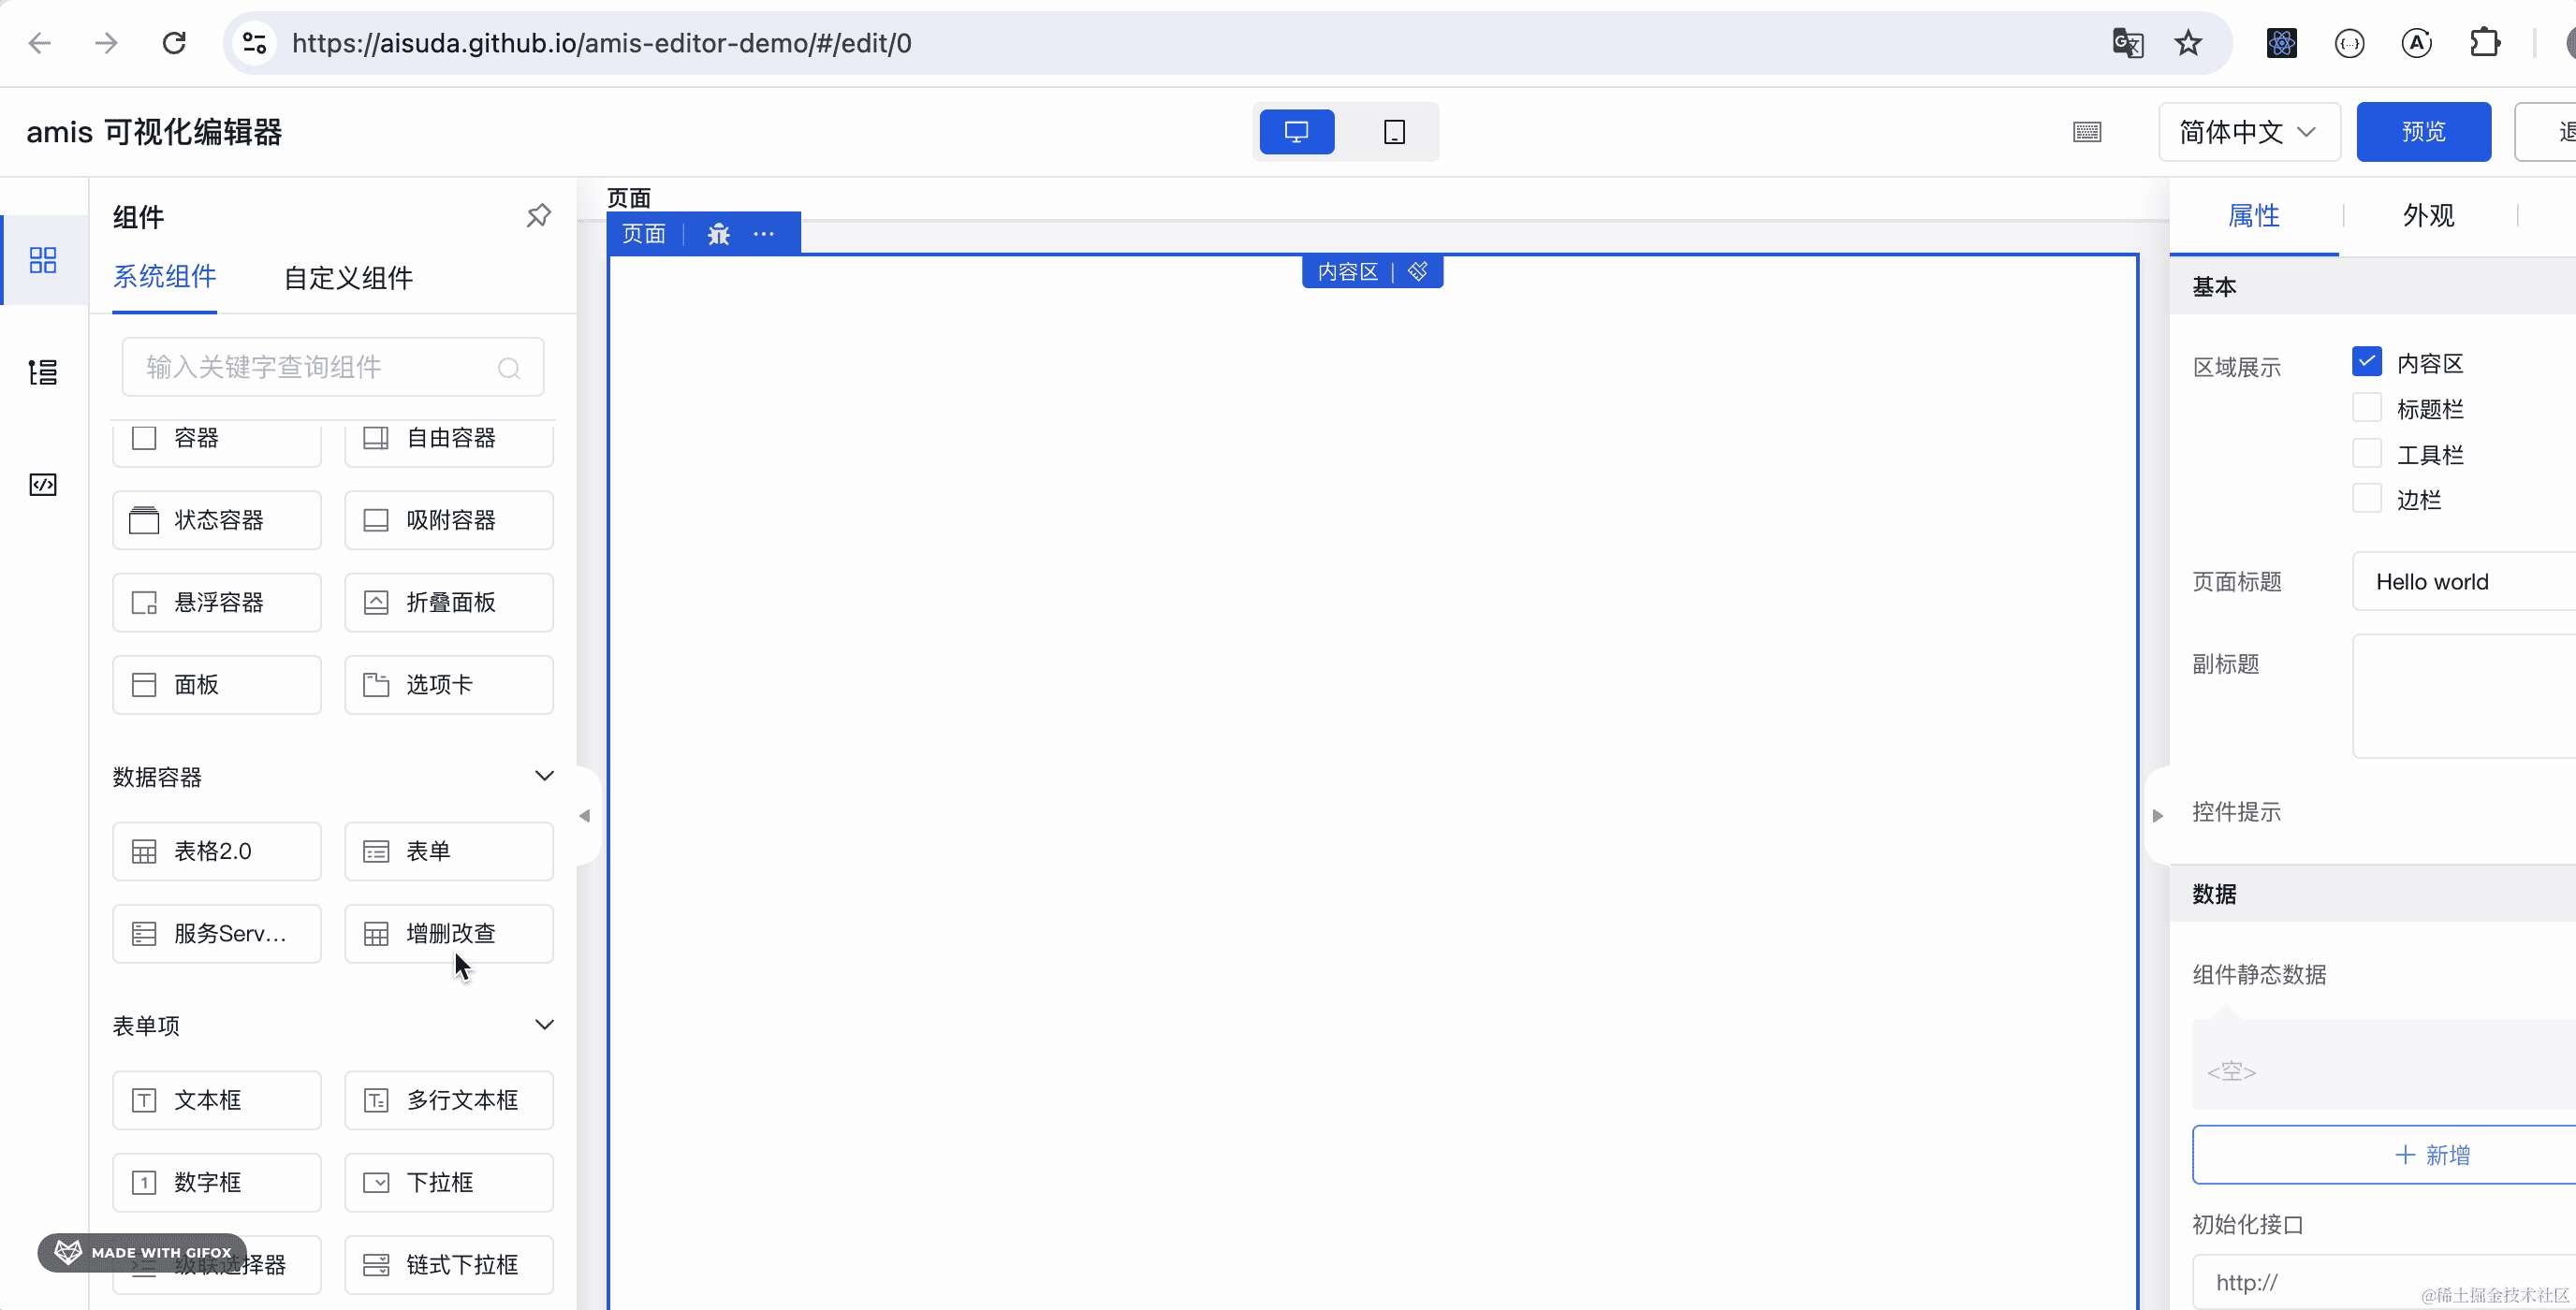 https://aisuda.github.io/amis-editor-demo/#/edit/0
amis 可视化编辑器
简体中文
预览
组件
系统组件
自定义组件
输入关键字查询组件
容器
自由容器
状态容器
吸附容器
悬浮容器
折叠面板
面板
选项卡
数据容器
表格2.0
表单
服务Serv...
增删改查
表单项
文本框
多行文本框
数字框
下拉框
级联选择器
链式下拉框
MADE WITH GIFOX
页面
页面
内容区
属性
外观
基本
区域展示
内容区
标题栏
工具栏
边栏
页面标题
Hello world
副标题
控件提示
数据
组件静态数据
<空>
新增
初始化接口
http://
@稀土掘金技术社区